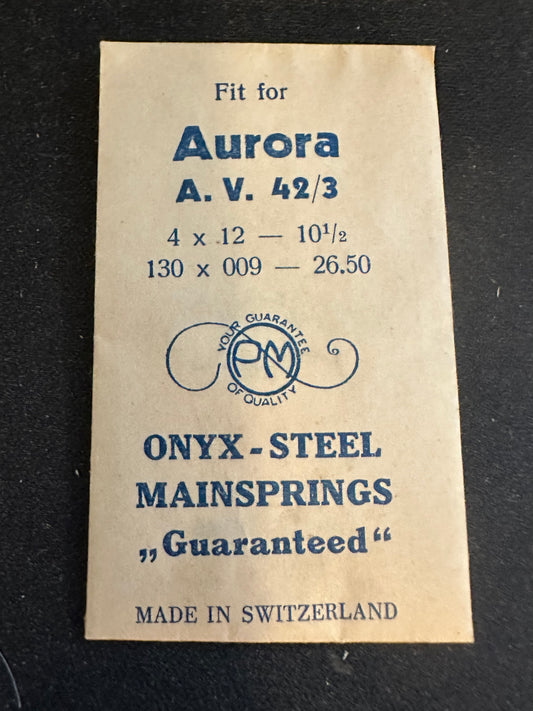 Fit for
Aurora
A. V. 42/3
4 x 12 — 10¹/₂
130 x 009 — 26.50
YOUR GUARANTEE
PM
OF QUALITY
ONYX - STEEL
MAINSPRINGS
„Guaranteed“
MADE IN SWITZERLAND